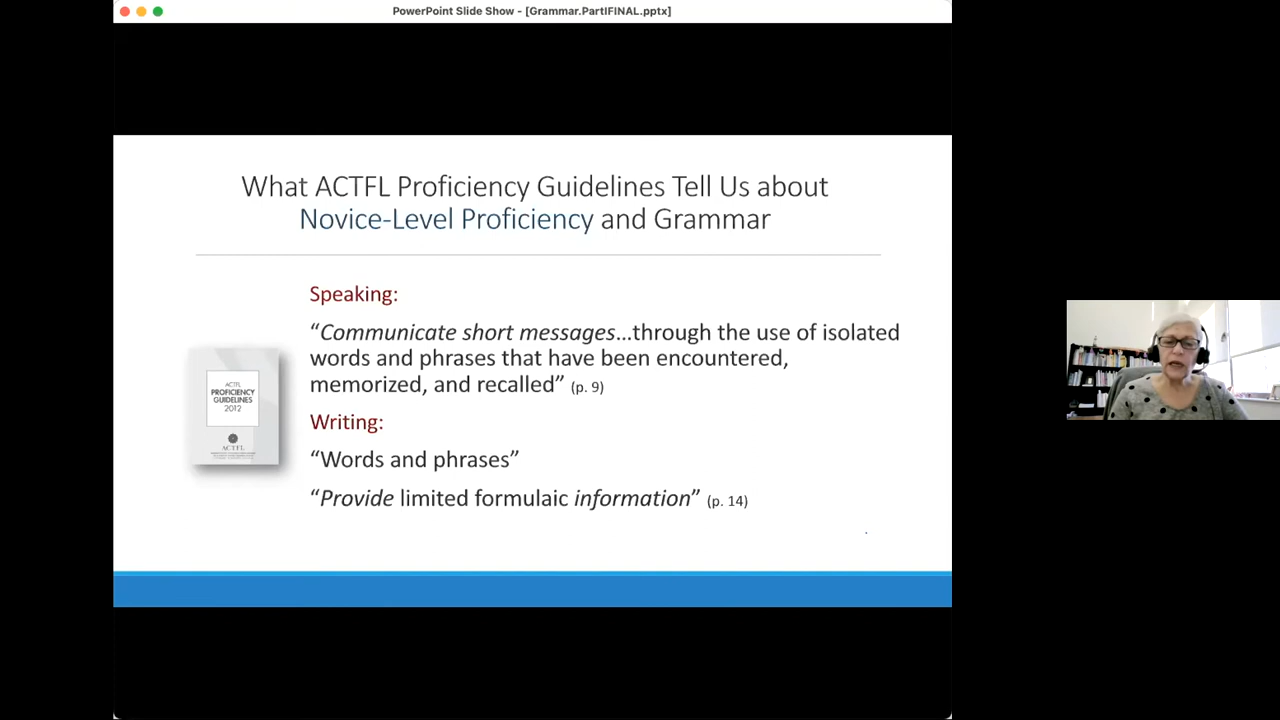 PowerPoint Slide Show - [Grammar.PartIFINAL.pptx]
What ACTFL Proficiency Guidelines Tell Us about
Novice-Level Proficiency and Grammar
Speaking:
“Communicate short messages…through the use of isolated
words and phrases that have been encountered,
memorized, and recalled” (p. 9)
Writing:
“Words and phrases”
“Provide limited formulaic information” (p. 14)
ACTFL
PROFICIENCY
GUIDELINES
2012
ACTFL